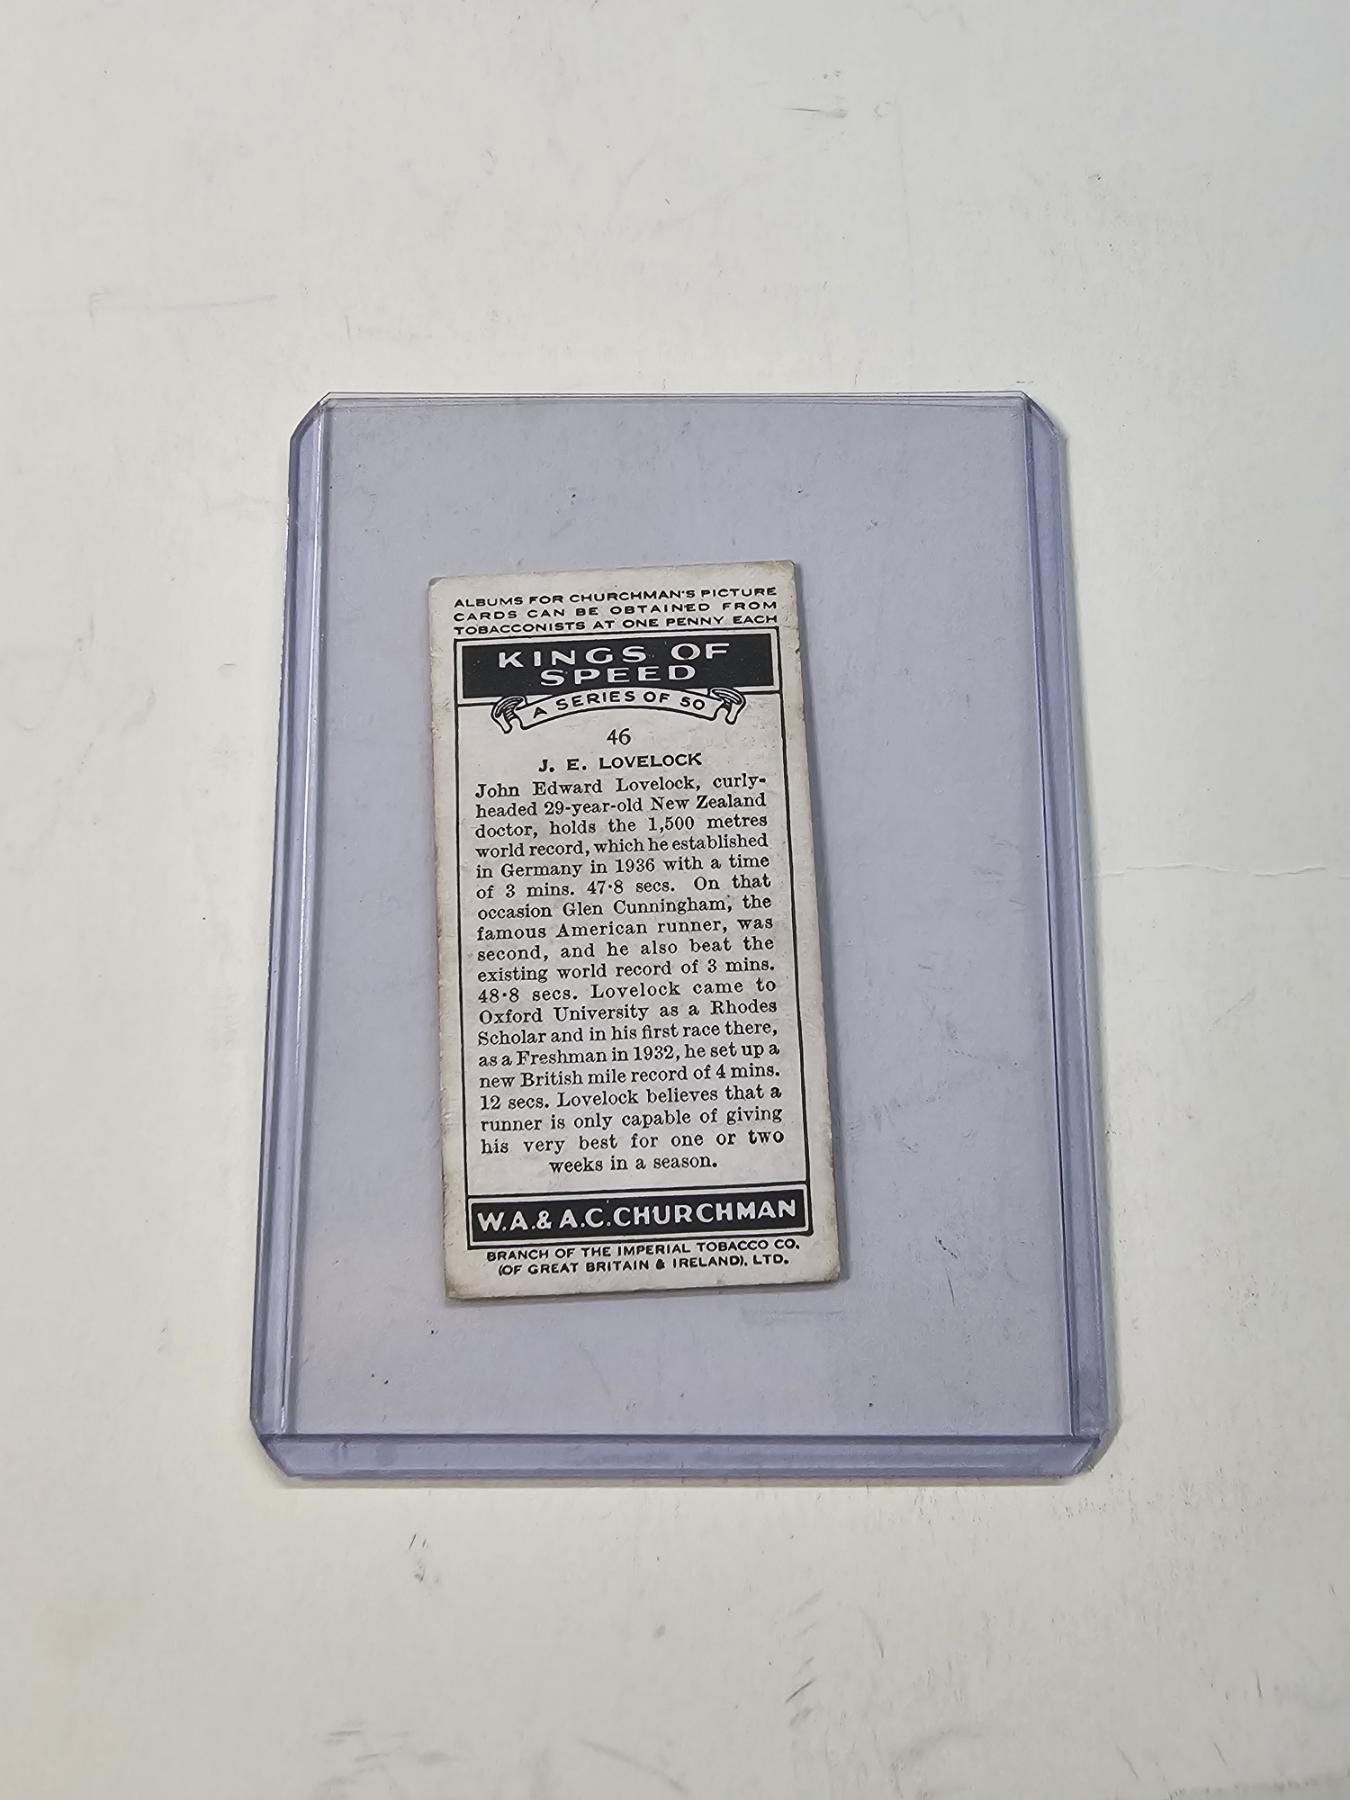 ALBUMS FOR CHURCHMAN'S PICTURE
CARDS CAN BE OBTAINED FROM
TOBACCONISTS AT ONE PENNY EACH
KINGS OF
SPEED
A SERIES OF 50
46
J. E. LOVELOCK
John Edward Lovelock, curly-
headed 29-year-old New Zealand
doctor, holds the 1,500 metres
world record, which he established
in Germany in 1936 with a time
of 3 mins. 47·8 secs. On that
occasion Glen Cunningham, the
famous American runner, was
second, and he also beat the
existing world record of 3 mins.
48·8 secs. Lovelock came to
Oxford University as a Rhodes
Scholar and in his first race there,
as a Freshman in 1932, he set up a
new British mile record of 4 mins.
12 secs. Lovelock believes that a
runner is only capable of giving
his very best for one or two
weeks in a season.
W.A.& A.C.CHURCHMAN
BRANCH OF THE IMPERIAL TOBACCO CO.
(OF GREAT BRITAIN & IRELAND), LTD.